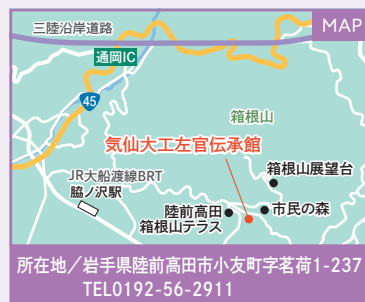 三陸沿岸道路
MAP
通岡IC
45
箱根山
気仙大工左官伝承館
箱根山展望台
JR大船渡線BRT
脇ノ沢駅
陸前高田
箱根山テラス
市民の森
所在地／岩手県陸前高田市小友町字茗荷1-237
TEL0192-56-2911